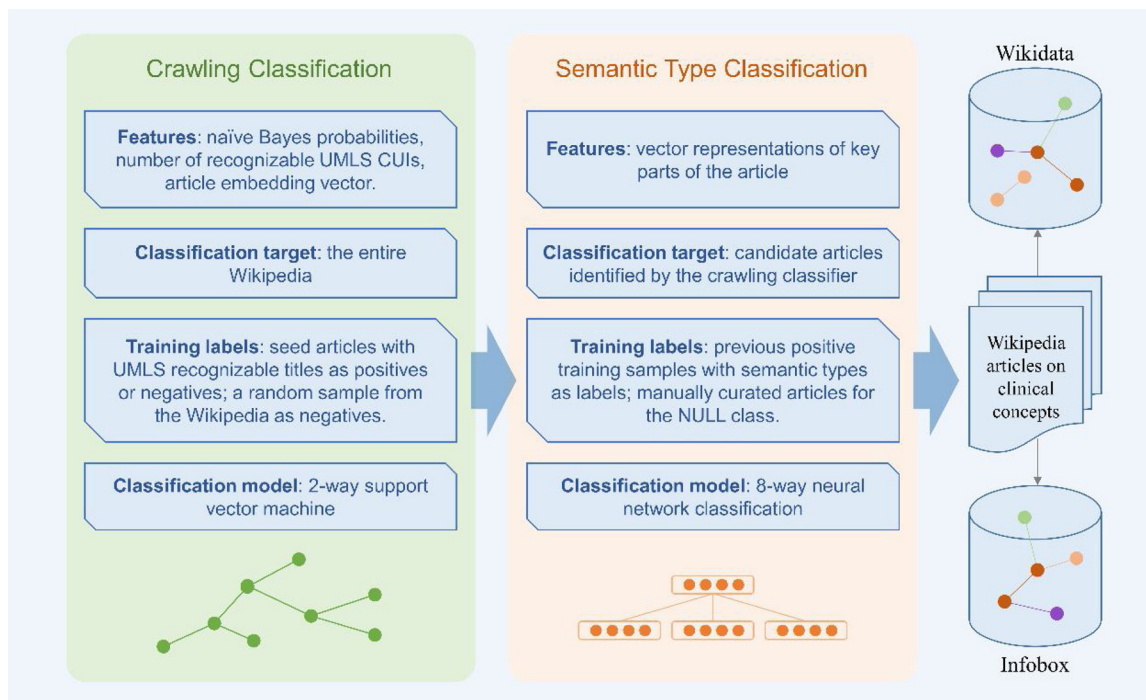 Crawling Classification
Features: naïve Bayes probabilities,
number of recognizable UMLS CUIs,
article embedding vector.
Classification target: the entire
Wikipedia
Training labels: seed articles with
UMLS recognizable titles as positives
or negatives; a random sample from
the Wikipedia as negatives.
Classification model: 2-way support
vector machine
Semantic Type Classification
Features: vector representations of key
parts of the article
Classification target: candidate articles
identified by the crawling classifier
Training labels: previous positive
training samples with semantic types
as labels; manually curated articles for
the NULL class.
Classification model: 8-way neural
network classification
Wikidata
Wikipedia
articles on
clinical
concepts
Infobox